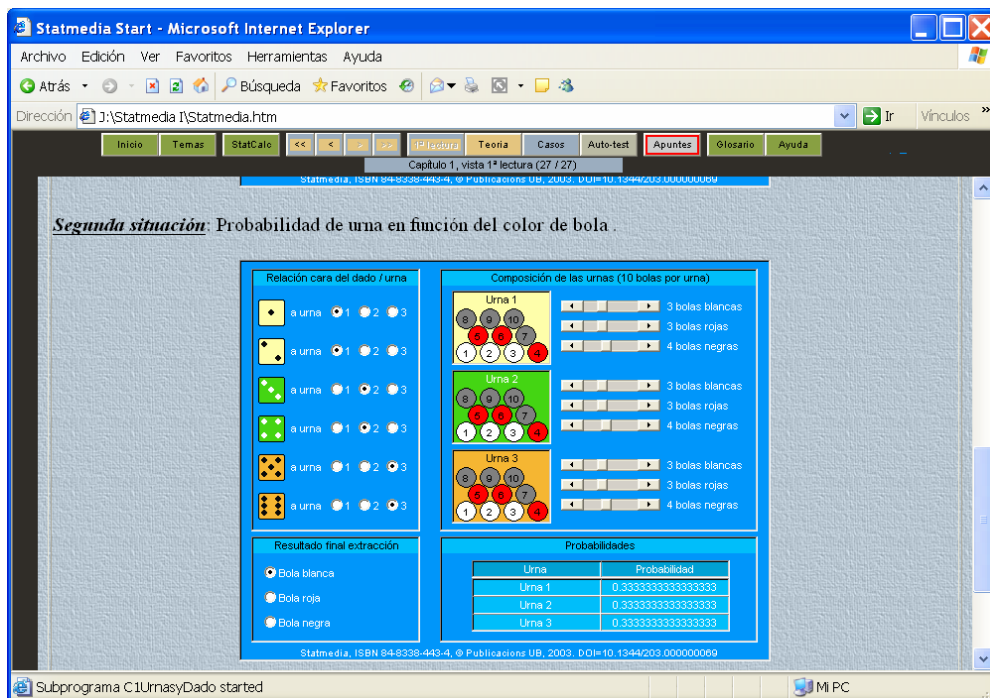 Statmedia Start - Microsoft Internet Explorer
Archivo Edición Ver Favoritos Herramientas Ayuda
Atrás Búsqueda Favoritos
Dirección J:\Statmedia I\Statmedia.htm Ir Vínculos »
Inicio Temas StatCalc << < > >> 1ª lectura Teoria Casos Auto-test Apuntes Glosario Ayuda
Capítulo 1, vista 1ª lectura (27 / 27)
Statmedia, ISBN 84-8338-443-4, © Publicacions UB, 2003. DOI=10.1344/203.000000069
Segunda situación: Probabilidad de urna en función del color de bola .
Relación cara del dado / urna
a urna 1 2 3
a urna 1 2 3
a urna 1 2 3
a urna 1 2 3
a urna 1 2 3
a urna 1 2 3
Composición de las urnas (10 bolas por urna)
Urna 1
8 9 10
5 6 7
1 2 3 4
3 bolas blancas
3 bolas rojas
4 bolas negras
Urna 2
8 9 10
5 6 7
1 2 3 4
3 bolas blancas
3 bolas rojas
4 bolas negras
Urna 3
8 9 10
5 6 7
1 2 3 4
3 bolas blancas
3 bolas rojas
4 bolas negras
Resultado final extracción
Bola blanca
Bola roja
Bola negra
Probabilidades
Urna Probabilidad
Urna 1 0.3333333333333333
Urna 2 0.3333333333333333
Urna 3 0.3333333333333333
Statmedia, ISBN 84-8338-443-4, © Publicacions UB, 2003. DOI=10.1344/203.000000069
Subprograma C1UrnasyDado started Mi PC